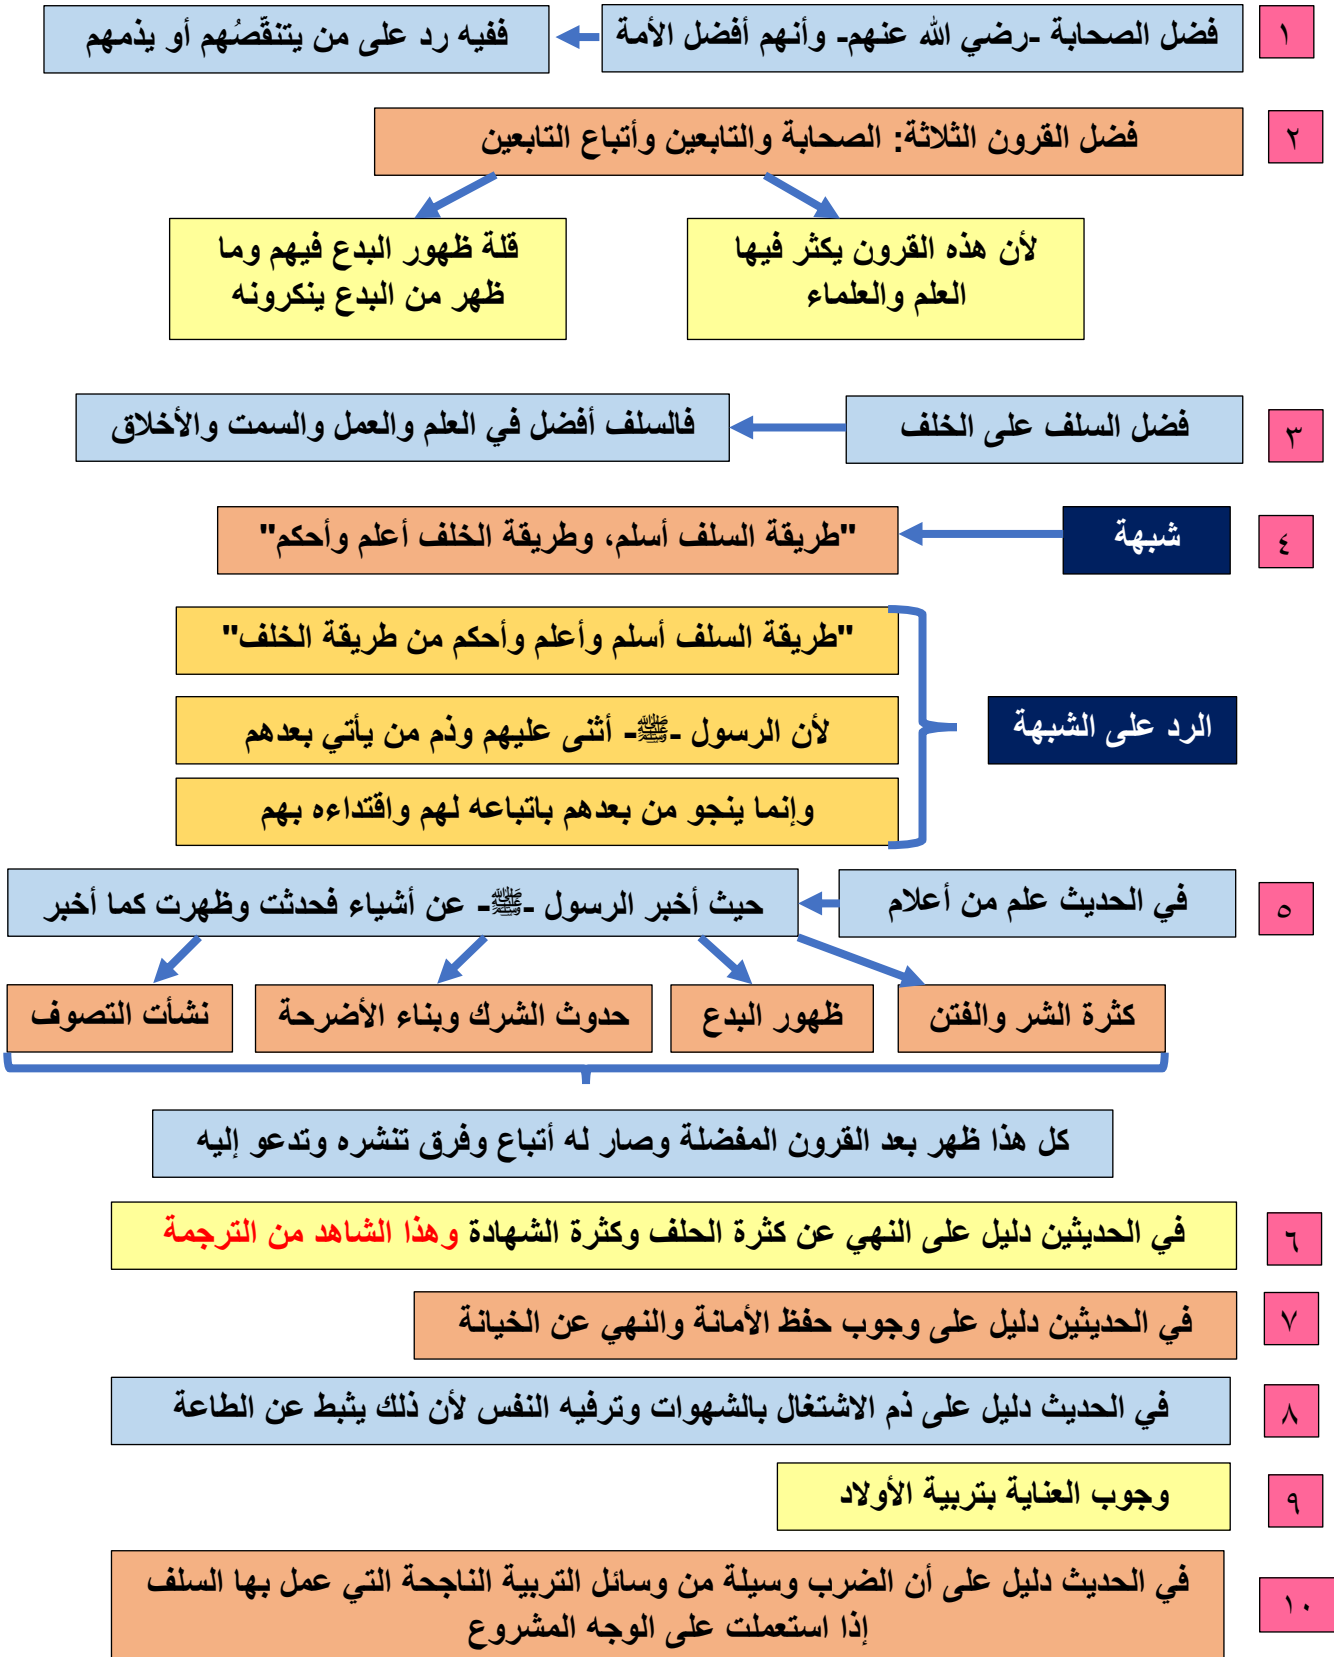 ١
فضل الصحابة -رضي الله عنهم- وأنهم أفضل الأمة
ففيه رد على من يتنقّصُهم أو يذمهم
٢
فضل القرون الثلاثة: الصحابة والتابعين وأتباع التابعين
لأن هذه القرون يكثر فيها
العلم والعلماء
قلة ظهور البدع فيهم وما
ظهر من البدع ينكرونه
٣
فضل السلف على الخلف
فالسلف أفضل في العلم والعمل والسمت والأخلاق
٤
شبهة
"طريقة السلف أسلم، وطريقة الخلف أعلم وأحكم"
الرد على الشبهة
"طريقة السلف أسلم وأعلم وأحكم من طريقة الخلف"
لأن الرسول -ﷺ- أثنى عليهم وذم من يأتي بعدهم
وإنما ينجو من بعدهم باتباعه لهم واقتداءه بهم
٥
في الحديث علم من أعلام
حيث أخبر الرسول -ﷺ- عن أشياء فحدثت وظهرت كما أخبر
كثرة الشر والفتن
ظهور البدع
حدوث الشرك وبناء الأضرحة
نشأت التصوف
كل هذا ظهر بعد القرون المفضلة وصار له أتباع وفرق تنشره وتدعو إليه
٦
في الحديثين دليل على النهي عن كثرة الحلف وكثرة الشهادة وهذا الشاهد من الترجمة
٧
في الحديثين دليل على وجوب حفظ الأمانة والنهي عن الخيانة
٨
في الحديث دليل على ذم الاشتغال بالشهوات وترفيه النفس لأن ذلك يثبط عن الطاعة
٩
وجوب العناية بتربية الأولاد
١٠
في الحديث دليل على أن الضرب وسيلة من وسائل التربية الناجحة التي عمل بها السلف
إذا استعملت على الوجه المشروع